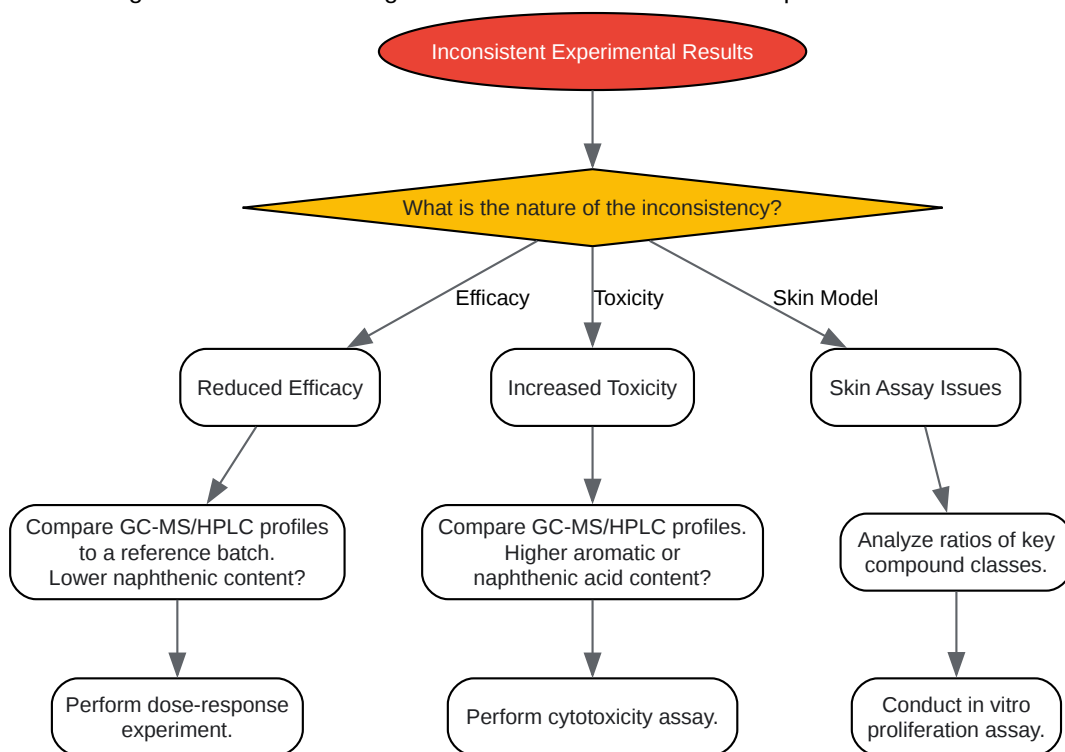 Inconsistent Experimental Results
What is the nature of the inconsistency?
Efficacy
Toxicity
Skin Model
Reduced Efficacy
Increased Toxicity
Skin Assay Issues
Compare GC-MS/HPLC profiles
to a reference batch.
Lower naphthenic content?
Compare GC-MS/HPLC profiles.
Higher aromatic or
naphthenic acid content?
Analyze ratios of key
compound classes.
Perform dose-response
experiment.
Perform cytotoxicity assay.
Conduct in vitro
proliferation assay.